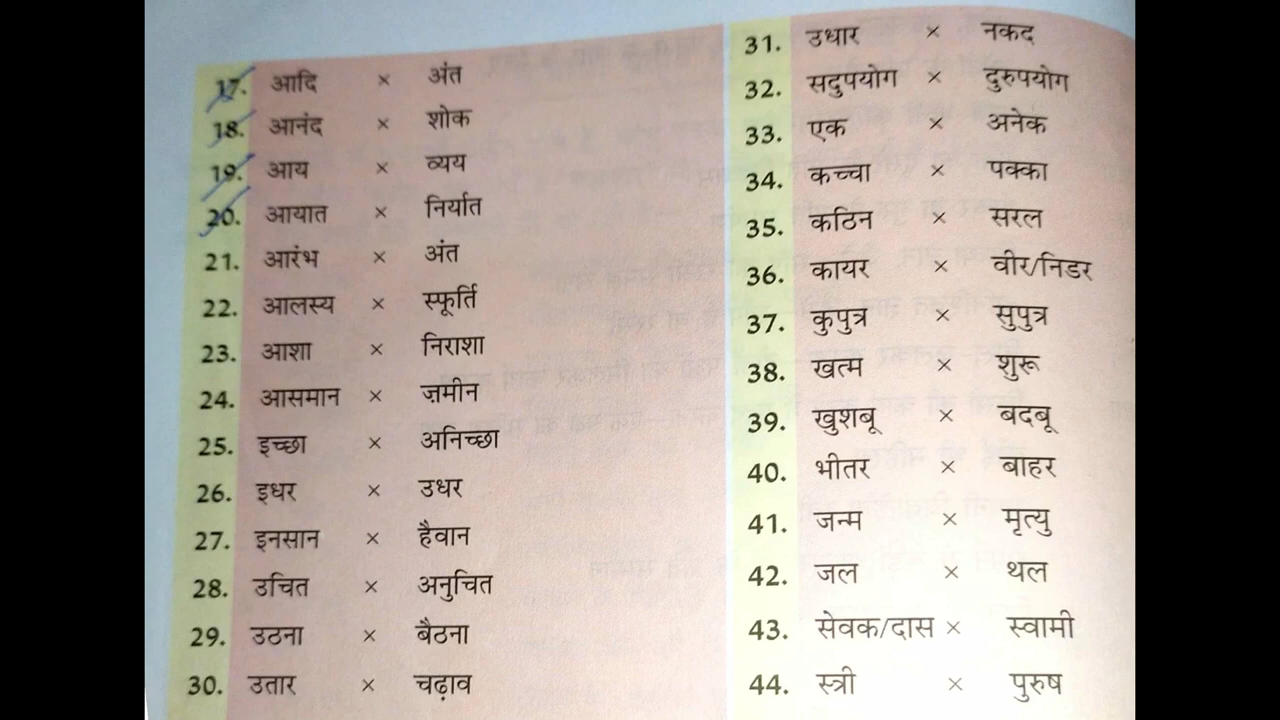 17. आदि × अंत
18. आनंद × शोक
19. आय × व्यय
20. आयात × निर्यात
21. आरंभ × अंत
22. आलस्य × स्फूर्ति
23. आशा × निराशा
24. आसमान × ज़मीन
25. इच्छा × अनिच्छा
26. इधर × उधर
27. इनसान × हैवान
28. उचित × अनुचित
29. उठना × बैठना
30. उतार × चढ़ाव
31. उधार × नकद
32. सदुपयोग × दुरुपयोग
33. एक × अनेक
34. कच्चा × पक्का
35. कठिन × सरल
36. कायर × वीर/निडर
37. कुपुत्र × सुपुत्र
38. खत्म × शुरू
39. खुशबू × बदबू
40. भीतर × बाहर
41. जन्म × मृत्यु
42. जल × थल
43. सेवक/दास × स्वामी
44. स्त्री × पुरुष